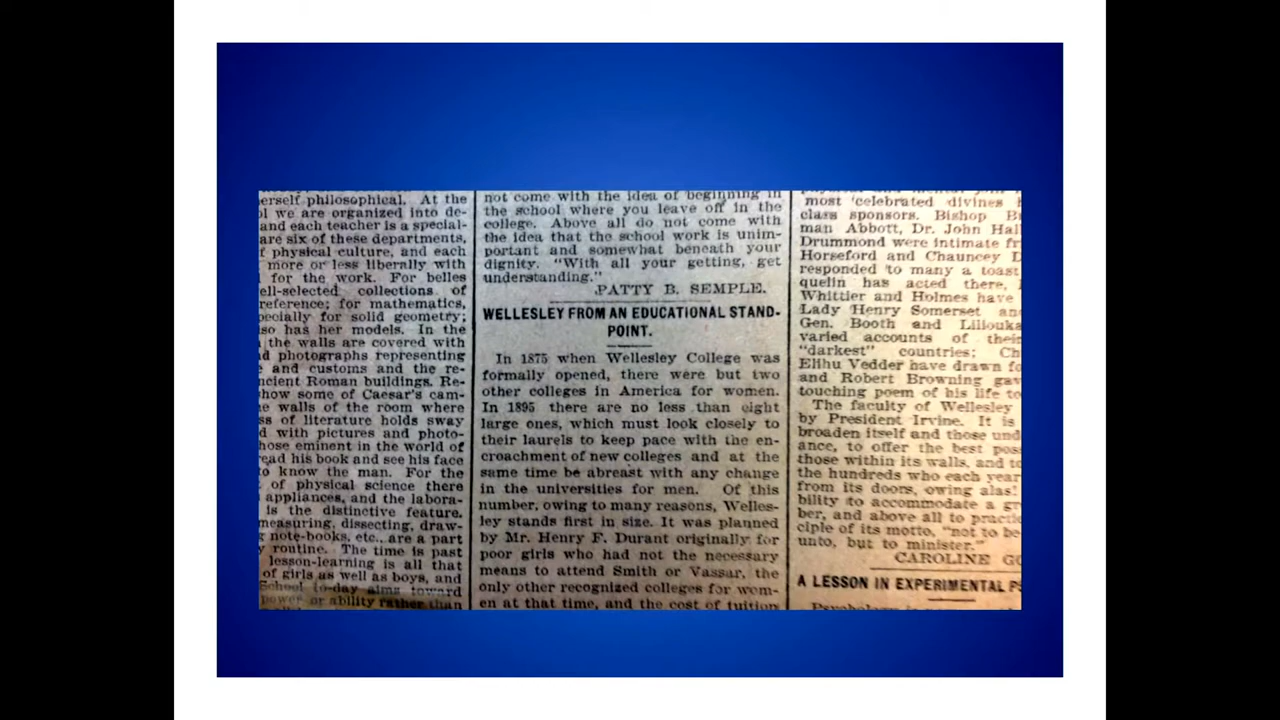 erself philosophical. At the
ol we are organized into de-
and each teacher is a special-
are six of these departments,
f physical culture, and each
more or less liberally with
for the work. For belles
ell-selected collections of
reference; for mathematics,
pecially for solid geometry;
so has her models. In the
the walls are covered with
d photographs representing
e and customs and the re-
ncient Roman buildings. Re-
how some of Caesar's cam-
e walls of the room where
ss of literature holds sway
d with pictures and photo-
hose eminent in the world of
ead his book and see his face
to know the man. For the
of physical science there
appliances, and the labora-
is the distinctive feature.
measuring, dissecting, draw-
g note-books, etc., are a part
y routine. The time is past
lesson-learning is all that
of girls as well as boys, and
School to-day aims toward
power or ability rather than
not come with the idea of beginning in
the school where you leave off in the
college. Above all do not come with
the idea that the school work is unim-
portant and somewhat beneath your
dignity. "With all your getting, get
understanding."
PATTY B. SEMPLE.
WELLESLEY FROM AN EDUCATIONAL STAND-
POINT.
In 1875 when Wellesley College was
formally opened, there were but two
other colleges in America for women.
In 1895 there are no less than eight
large ones, which must look closely to
their laurels to keep pace with the en-
croachment of new colleges and at the
same time be abreast with any change
in the universities for men. Of this
number, owing to many reasons, Welles-
ley stands first in size. It was planned
by Mr. Henry F. Durant originally for
poor girls who had not the necessary
means to attend Smith or Vassar, the
only other recognized colleges for wom-
en at that time, and the cost of tuition
most celebrated divines
class sponsors. Bishop
man Abbott, Dr. John Hal
Drummond were intimate fr
Horseford and Chauncey
responded to many a toast
quelin has acted there,
Whittier and Holmes have
Lady Henry Somerset an
Gen. Booth and Liliouka
varied accounts of their
"darkest" countries; Ch
Elihu Vedder have drawn fo
and Robert Browning gav
touching poem of his life to
The faculty of Wellesley
by President Irvine. It is
broaden itself and those und
ance, to offer the best pos
those within its walls, and to
the hundreds who each year
from its doors, owing alas!
bility to accommodate a gr
ber, and above all to practic
ciple of its motto, "not to be
unto, but to minister."
CAROLINE GO
A LESSON IN EXPERIMENTAL PS